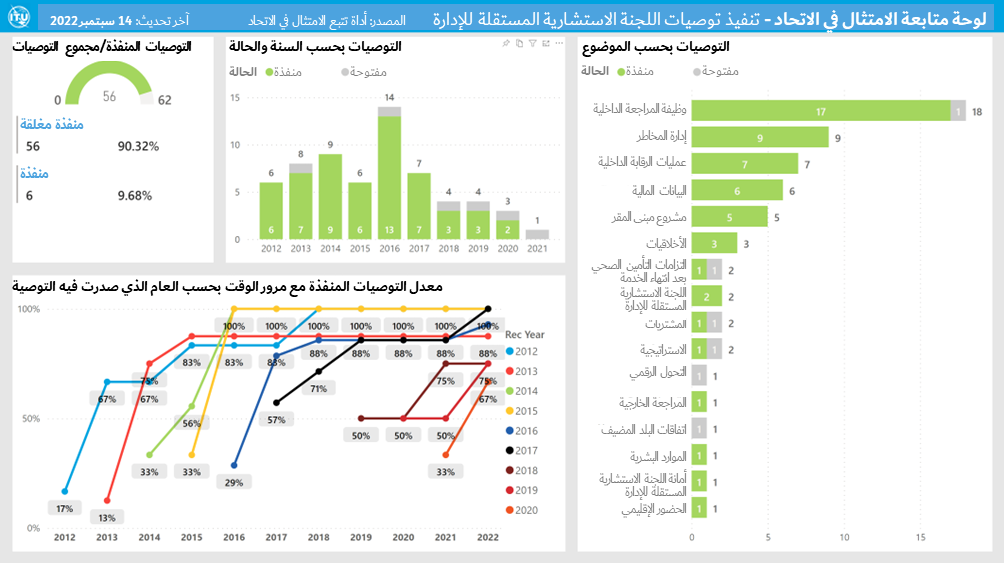 لوحة متابعة الامتثال في الاتحاد - تنفيذ توصيات اللجنة الاستشارية المستقلة للإدارة
المصدر: أداة تتبع الامتثال في الاتحاد
آخر تحديث: 14 سبتمبر 2022
ITU
التوصيات بحسب الموضوع
الحالة منفذة مفتوحة
وظيفة المراجعة الداخلية 17 1 18
إدارة المخاطر 9 9
عمليات الرقابة الداخلية 7 7
البيانات المالية 6 6
مشروع مبنى المقر 5 5
الأخلاقيات 3 3
التزامات التأمين الصحي
بعد انتهاء الخدمة 1 1 2
اللجنة الاستشارية
المستقلة للإدارة 2 2
المشتريات 1 1 2
الاستراتيجية 1 1 2
التحول الرقمي 1 1
المراجعة الخارجية 1 1
اتفاقات البلد المضيف 1 1
الموارد البشرية 1 1
أمانة اللجنة الاستشارية
المستقلة للإدارة 1 1
الحضور الإقليمي 1 1
0 5 10 15
التوصيات بحسب السنة والحالة
الحالة منفذة مفتوحة
15
10
5
0
6 8 9 6 14 7 4 4 3 1
6 7 9 6 13 7 3 3 2
2012 2013 2014 2015 2016 2017 2018 2019 2020 2021
التوصيات المنفذة/مجموع التوصيات
0 56 62
منفذة مغلقة
56 90.32%
منفذة
6 9.68%
معدل التوصيات المنفذة مع مرور الوقت بحسب العام الذي صدرت فيه التوصية
100%
50%
0%
100% 100% 100% 100% 100% 100% 100%
83% 83% 83% 88% 88% 88% 88% 88%
67% 75% 67% 71% 75% 75% 67%
56% 57% 50% 50% 50%
33% 33% 29% 33%
17% 13%
2012 2013 2014 2015 2016 2017 2018 2019 2020 2021 2022
Rec Year
2012
2013
2014
2015
2016
2017
2018
2019
2020